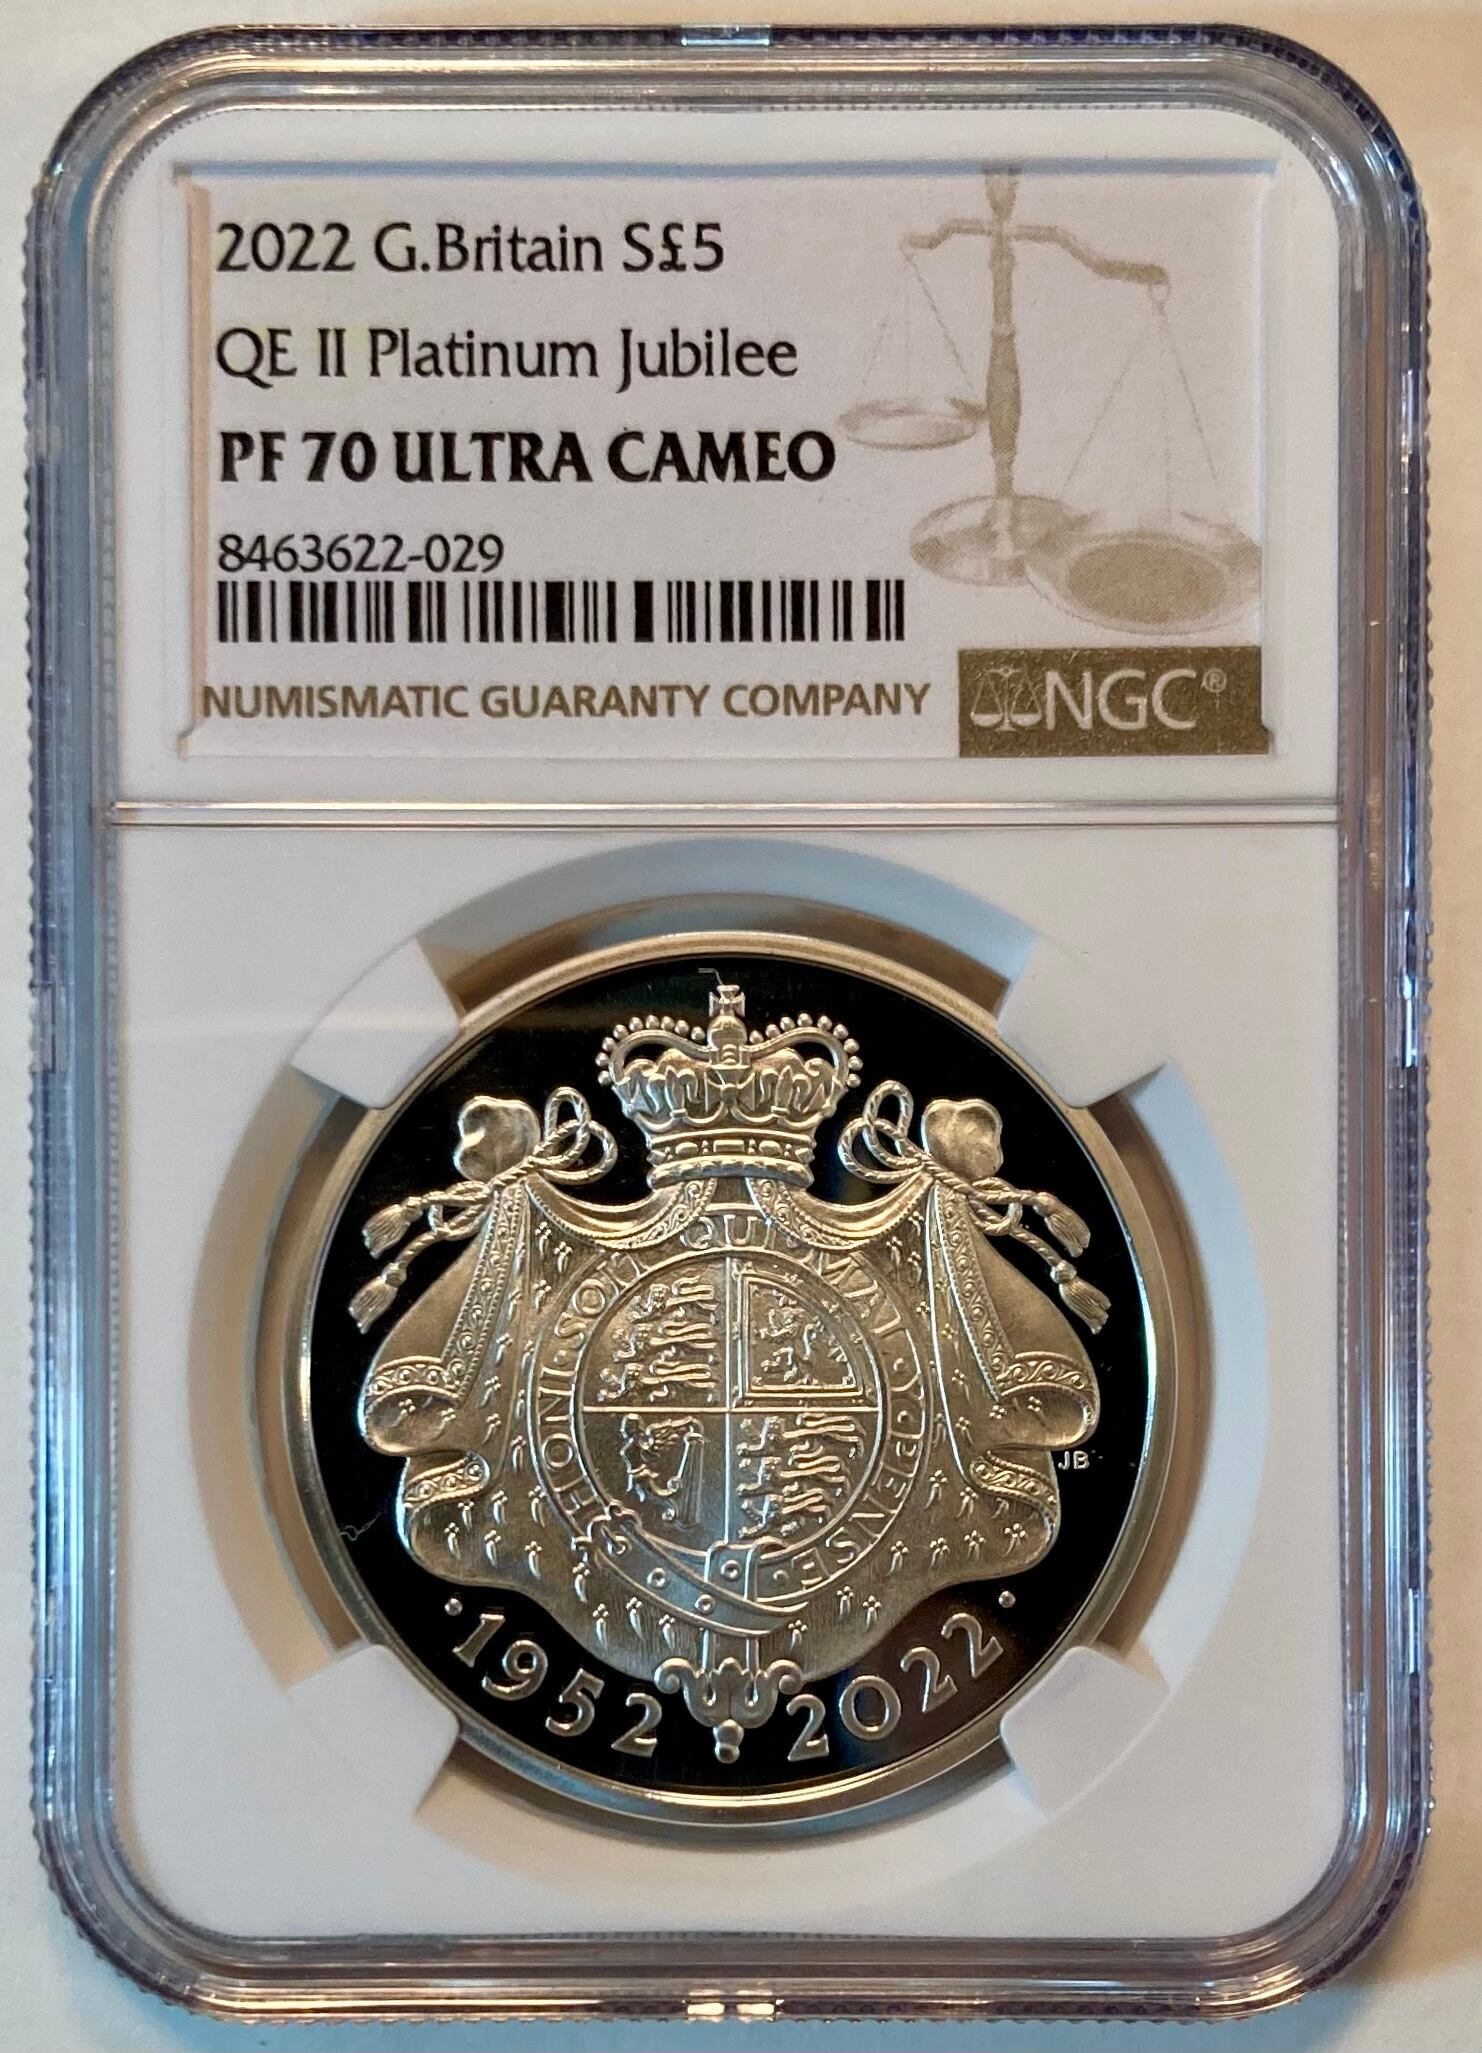 2022 G.Britain S£5
QE II Platinum Jubilee
PF 70 ULTRA CAMEO
8463622-029
NUMISMATIC GUARANTY COMPANY
NGC®
HONI · SOIT QUI MAL · Y · PENSE ·
JB
· 1952 2022 ·